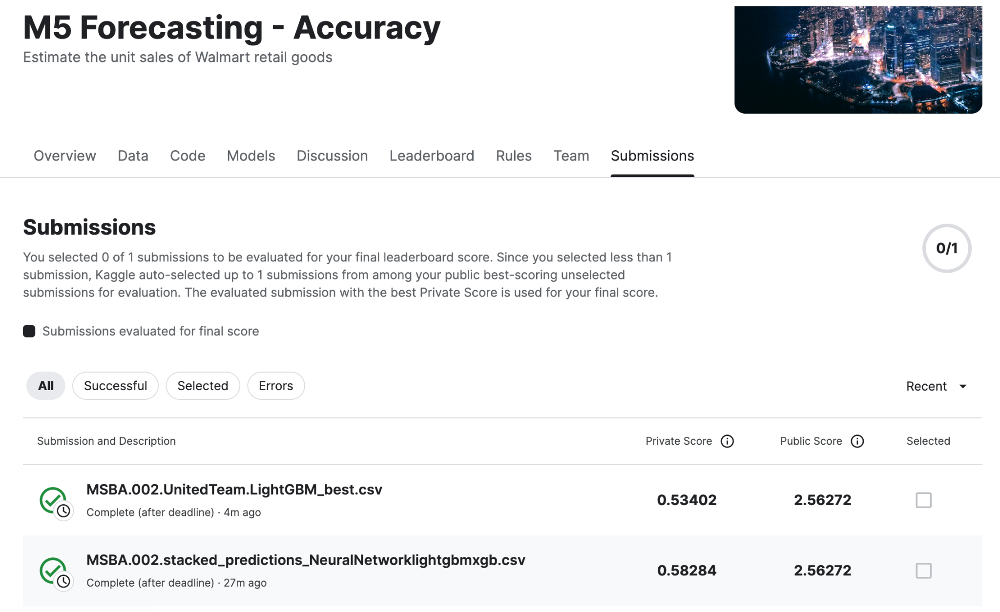 M5 Forecasting - Accuracy
Estimate the unit sales of Walmart retail goods
Overview Data Code Models Discussion Leaderboard Rules Team Submissions
Submissions
0/1
You selected 0 of 1 submissions to be evaluated for your final leaderboard score. Since you selected less than 1
submission, Kaggle auto-selected up to 1 submissions from among your public best-scoring unselected
submissions for evaluation. The evaluated submission with the best Private Score is used for your final score.
Submissions evaluated for final score
All Successful Selected Errors Recent
Submission and Description Private Score Public Score Selected
MSBA.002.UnitedTeam.LightGBM_best.csv 0.53402 2.56272
Complete (after deadline) · 4m ago
MSBA.002.stacked_predictions_NeuralNetworklightgbmxgb.csv 0.58284 2.56272
Complete (after deadline) · 27m ago